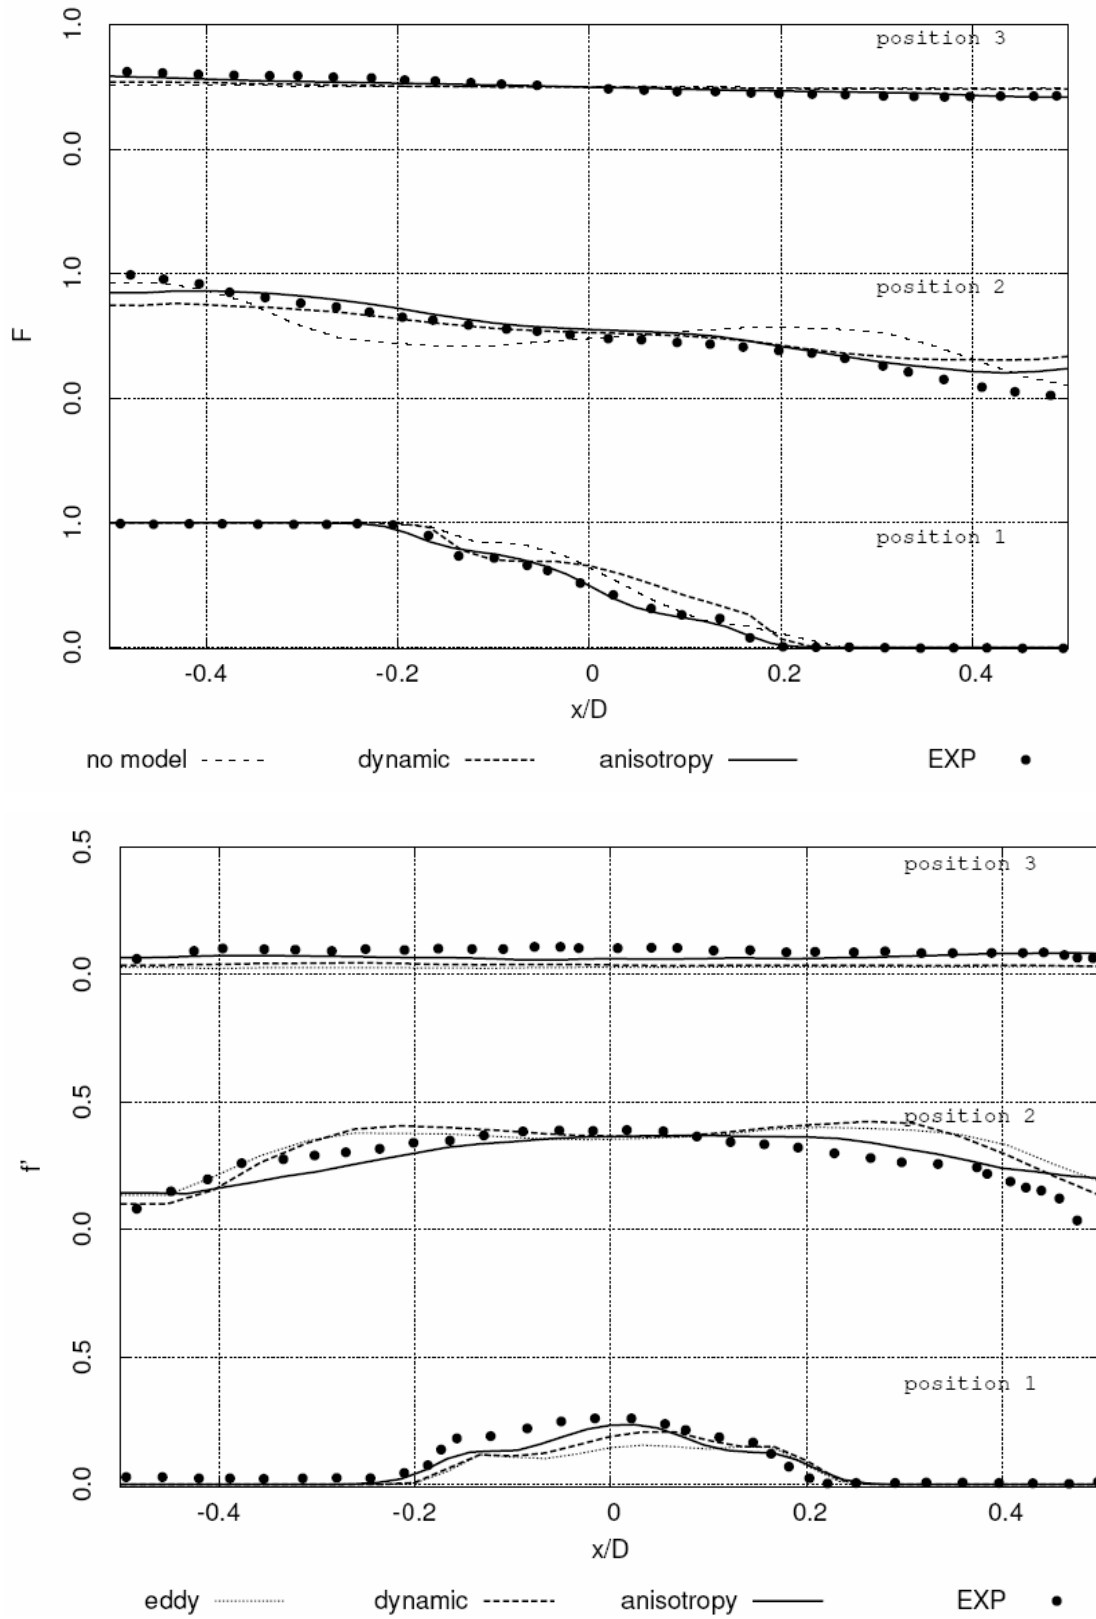 1.0
position 3
0.0
1.0
position 2
F
0.0
1.0
position 1
0.0
-0.4 -0.2 0 0.2 0.4
x/D
no model dynamic anisotropy EXP
0.5
position 3
0.0
0.5
position 2
f'
0.0
0.5
position 1
0.0
-0.4 -0.2 0 0.2 0.4
x/D
eddy dynamic anisotropy EXP